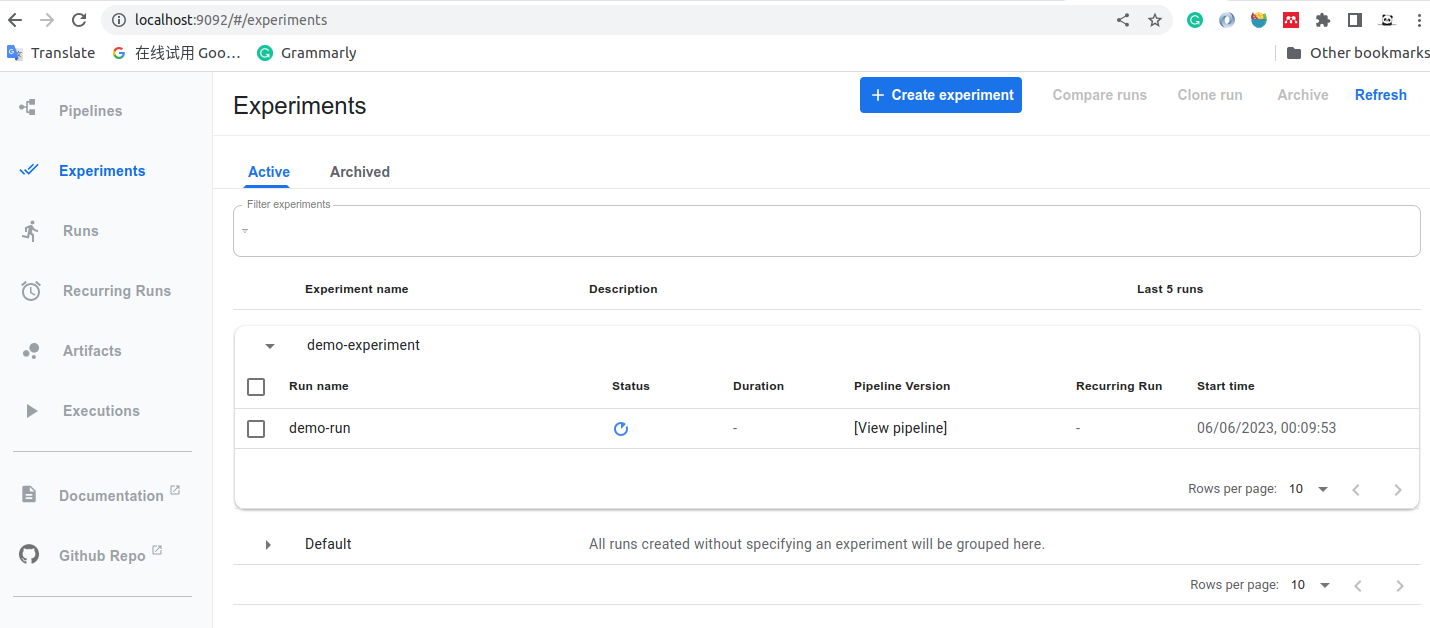 localhost:9092/#/experiments
Translate 在线试用 Goo… Grammarly Other bookmarks
Pipelines
Experiments
Runs
Recurring Runs
Artifacts
Executions
Documentation
Github Repo
Experiments
+ Create experiment Compare runs Clone run Archive Refresh
Active Archived
Filter experiments
Experiment name Description Last 5 runs
demo-experiment
Run name Status Duration Pipeline Version Recurring Run Start time
demo-run - [View pipeline] - 06/06/2023, 00:09:53
Rows per page: 10
Default All runs created without specifying an experiment will be grouped here.
Rows per page: 10